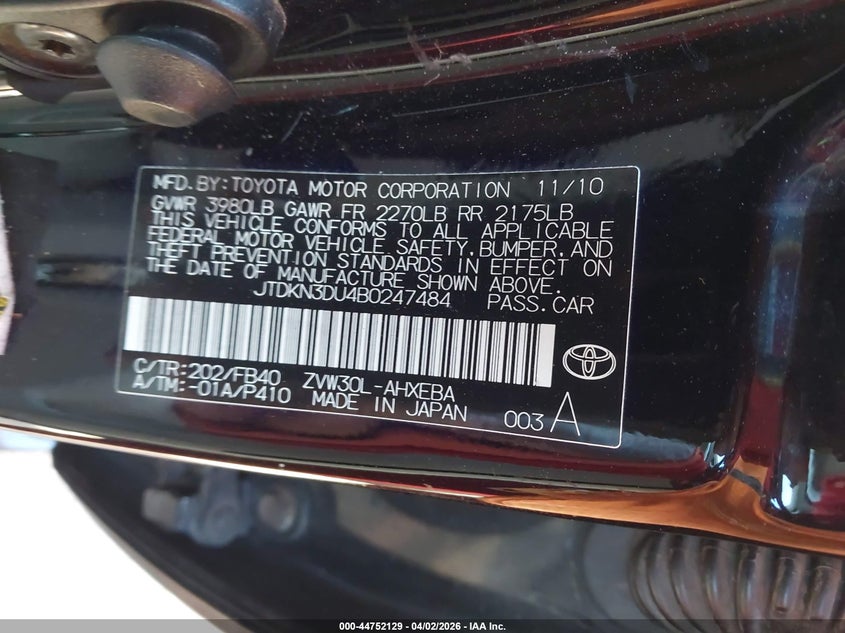 MFD. BY: TOYOTA MOTOR CORPORATION 11/10
GVWR 3980LB GAWR FR 2270LB RR 2175LB
THIS VEHICLE CONFORMS TO ALL APPLICABLE
FEDERAL MOTOR VEHICLE SAFETY, BUMPER, AND
THEFT PREVENTION STANDARDS IN EFFECT ON
THE DATE OF MANUFACTURE SHOWN ABOVE.
JTDKN3DU4B0247484 PASS.CAR
C/TR: 202/FB40 ZVW30L-AHXEBA
A/TM: -01A/P410 MADE IN JAPAN 003 A
000-44752129 - 04/02/2026 - IAA Inc.